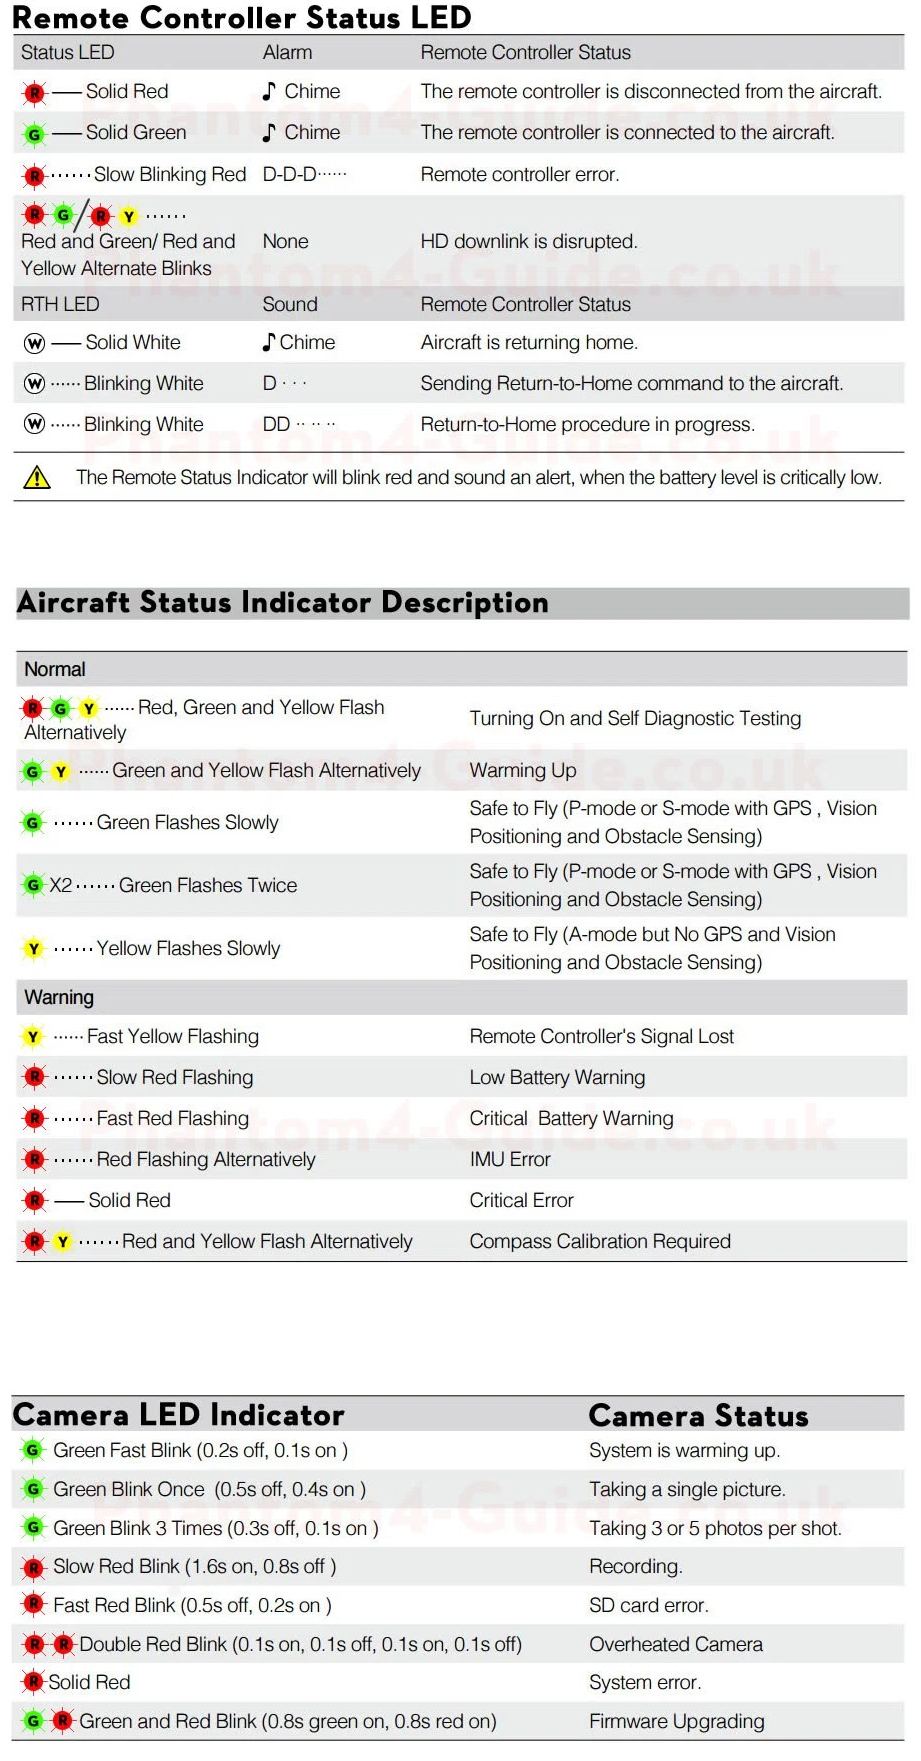 Remote Controller Status LED
Status LED Alarm Remote Controller Status
R — Solid Red ♪ Chime The remote controller is disconnected from the aircraft.
G — Solid Green ♪ Chime The remote controller is connected to the aircraft.
R ······ Slow Blinking Red D-D-D······ Remote controller error.
R G / R Y ······
Red and Green/ Red and None HD downlink is disrupted.
Yellow Alternate Blinks
RTH LED Sound Remote Controller Status
W — Solid White ♪ Chime Aircraft is returning home.
W ······ Blinking White D · · · Sending Return-to-Home command to the aircraft.
W ······ Blinking White DD ·· ·· ·· Return-to-Home procedure in progress.
! The Remote Status Indicator will blink red and sound an alert, when the battery level is critically low.
Aircraft Status Indicator Description
Normal
R G Y ······ Red, Green and Yellow Flash
Alternatively
Turning On and Self Diagnostic Testing
G Y ······ Green and Yellow Flash Alternatively Warming Up
G ······ Green Flashes Slowly
Safe to Fly (P-mode or S-mode with GPS , Vision
Positioning and Obstacle Sensing)
G X2 ······ Green Flashes Twice
Safe to Fly (P-mode or S-mode with GPS , Vision
Positioning and Obstacle Sensing)
Y ······ Yellow Flashes Slowly
Safe to Fly (A-mode but No GPS and Vision
Positioning and Obstacle Sensing)
Warning
Y ······ Fast Yellow Flashing Remote Controller's Signal Lost
R ······ Slow Red Flashing Low Battery Warning
R ······ Fast Red Flashing Critical Battery Warning
R ······ Red Flashing Alternatively IMU Error
R — Solid Red Critical Error
R Y ······ Red and Yellow Flash Alternatively Compass Calibration Required
Camera LED Indicator Camera Status
G Green Fast Blink (0.2s off, 0.1s on ) System is warming up.
G Green Blink Once (0.5s off, 0.4s on ) Taking a single picture.
G Green Blink 3 Times (0.3s off, 0.1s on ) Taking 3 or 5 photos per shot.
R Slow Red Blink (1.6s on, 0.8s off ) Recording.
R Fast Red Blink (0.5s off, 0.2s on ) SD card error.
R R Double Red Blink (0.1s on, 0.1s off, 0.1s on, 0.1s off) Overheated Camera
R Solid Red System error.
G R Green and Red Blink (0.8s green on, 0.8s red on) Firmware Upgrading
Phantom4-Guide.co.uk